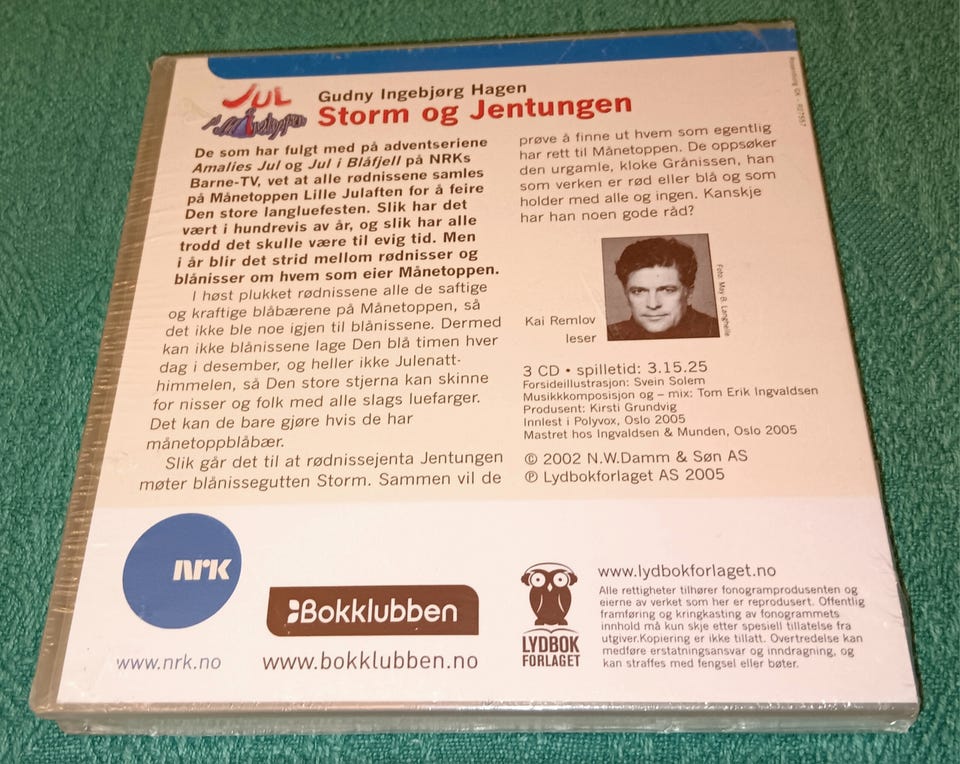 JUL
på Månetoppen
Gudny Ingebjørg Hagen
Storm og Jentungen
De som har fulgt med på adventseriene
Amalies Jul og Jul i Blåfjell på NRKs
Barne-TV, vet at alle rødnissene samles
på Månetoppen Lille Julaften for å feire
Den store langluefesten. Slik har det
vært i hundrevis av år, og slik har alle
trodd det skulle være til evig tid. Men
i år blir det strid mellom rødnisser og
blånisser om hvem som eier Månetoppen.
I høst plukket rødnissene alle de saftige
og kraftige blåbærene på Månetoppen, så
det ikke ble noe igjen til blånissene. Dermed
kan ikke blånissene lage Den blå timen hver
dag i desember, og heller ikke Julenatt-
himmelen, så Den store stjerna kan skinne
for nisser og folk med alle slags luefarger.
Det kan de bare gjøre hvis de har
månetoppblåbær.
Slik går det til at rødnissejenta Jentungen
møter blånissegutten Storm. Sammen vil de
prøve å finne ut hvem som egentlig
har rett til Månetoppen. De oppsøker
den urgamle, kloke Grånissen, han
som verken er rød eller blå og som
holder med alle og ingen. Kanskje
har han noen gode råd?
Kai Remlov
leser
Foto: May B. Langhelle
3 CD • spilletid: 3.15.25
Forsideillustrasjon: Svein Solem
Musikkkomposisjon og – mix: Tom Erik Ingvaldsen
Produsent: Kirsti Grundvig
Innlest i Polyvox, Oslo 2005
Mastret hos Ingvaldsen & Munden, Oslo 2005
© 2002 N.W.Damm & Søn AS
℗ Lydbokforlaget AS 2005
nrk
www.nrk.no
Bokklubben
www.bokklubben.no
LYDBOK
FORLAGET
www.lydbokforlaget.no
Alle rettigheter tilhører fonogramprodusenten og
eierne av verket som her er reprodusert. Offentlig
framføring og kringkasting av fonogrammets
innhold må kun skje etter spesiell tillatelse fra
utgiver.Kopiering er ikke tillatt. Overtredelse kan
medføre erstatningsansvar og inndragning, og
kan straffes med fengsel eller bøter.